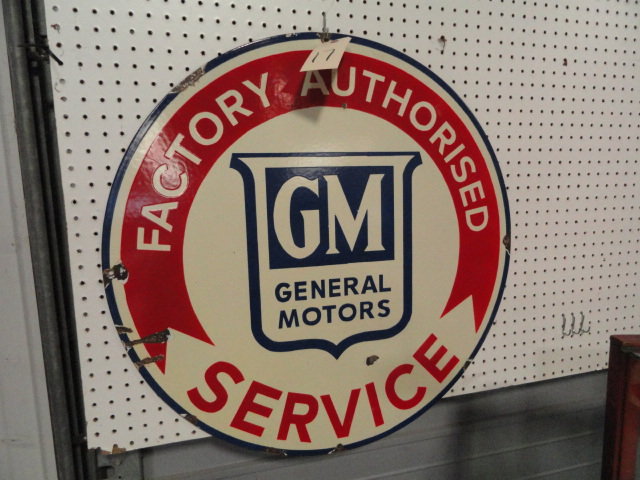 17
FACTORY AUTHORISED
GM
GENERAL
MOTORS
SERVICE